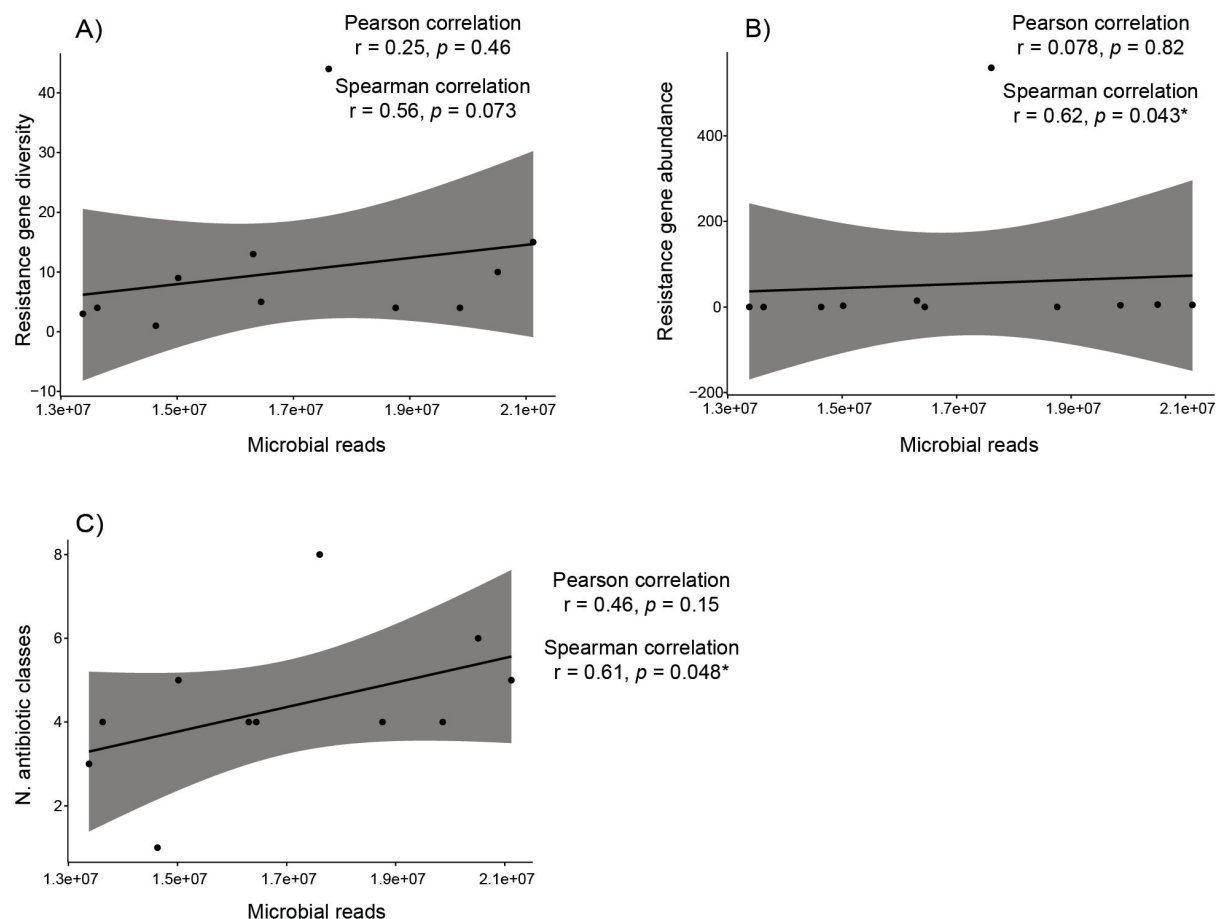 A)
Pearson correlation
r = 0.25, p = 0.46
Spearman correlation
r = 0.56, p = 0.073
Resistance gene diversity
40
30
20
10
0
−10
1.3e+07 1.5e+07 1.7e+07 1.9e+07 2.1e+07
Microbial reads
B)
Pearson correlation
r = 0.078, p = 0.82
Spearman correlation
r = 0.62, p = 0.043*
Resistance gene abundance
400
200
0
−200
1.3e+07 1.5e+07 1.7e+07 1.9e+07 2.1e+07
Microbial reads
C)
Pearson correlation
r = 0.46, p = 0.15
Spearman correlation
r = 0.61, p = 0.048*
N. antibiotic classes
8
6
4
2
1.3e+07 1.5e+07 1.7e+07 1.9e+07 2.1e+07
Microbial reads